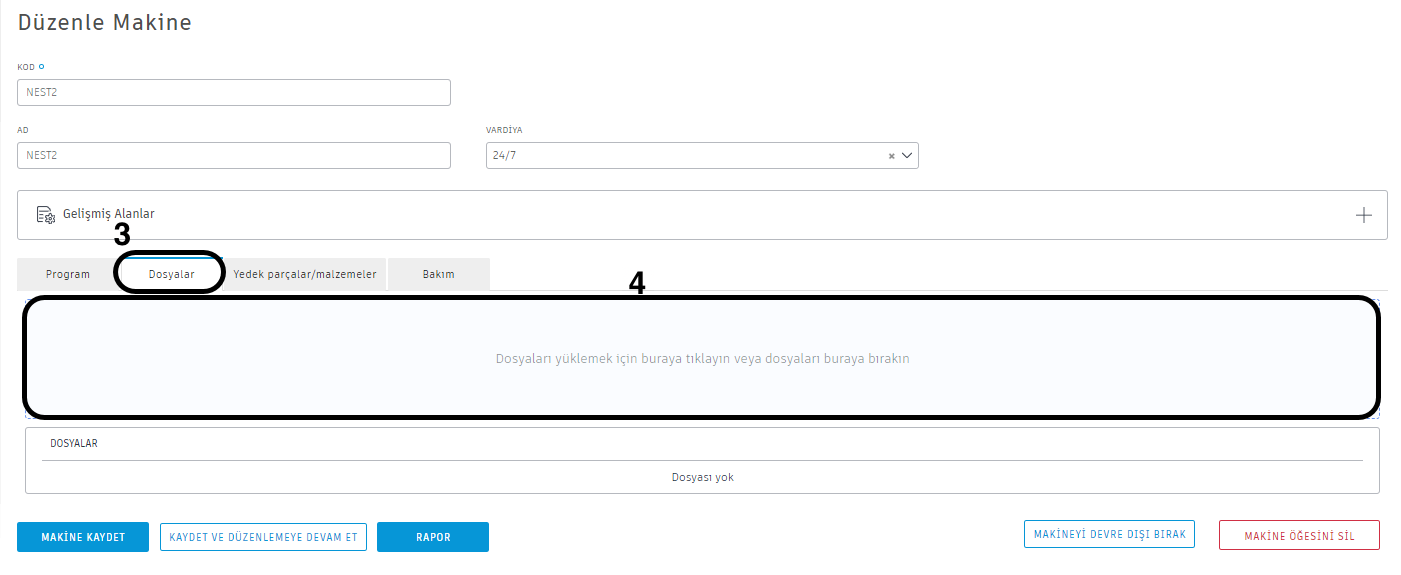 Düzenle Makine
KOD
NEST2
AD
VARDİYA
NEST2
24/7
Gelişmiş Alanlar
3
Program
Dosyalar
Yedek parçalar/malzemeler
Bakım
4
Dosyaları yüklemek için buraya tıklayın veya dosyaları buraya bırakın
DOSYALAR
Dosyası yok
MAKİNE KAYDET
KAYDET VE DÜZENLEMEYE DEVAM ET
RAPOR
MAKİNEYİ DEVRE DIŞI BIRAK
MAKİNE ÖĞESİNİ SİL